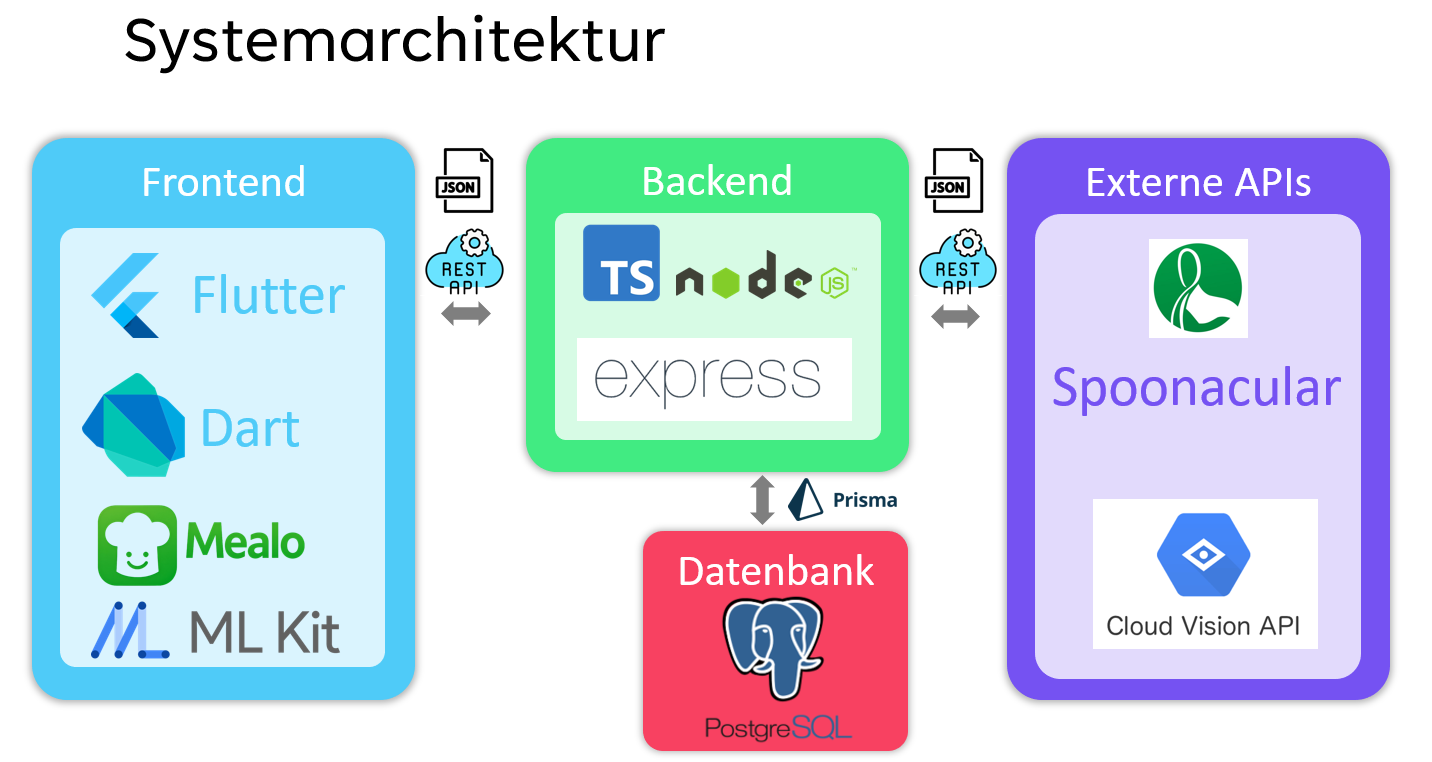 Systemarchitektur
Frontend
Flutter
Dart
Mealo
ML Kit
JSON
REST
API
Backend
TS
node
JS
™
express
Prisma
Datenbank
PostgreSQL
JSON
REST
API
Externe APIs
Spoonacular
Cloud Vision API